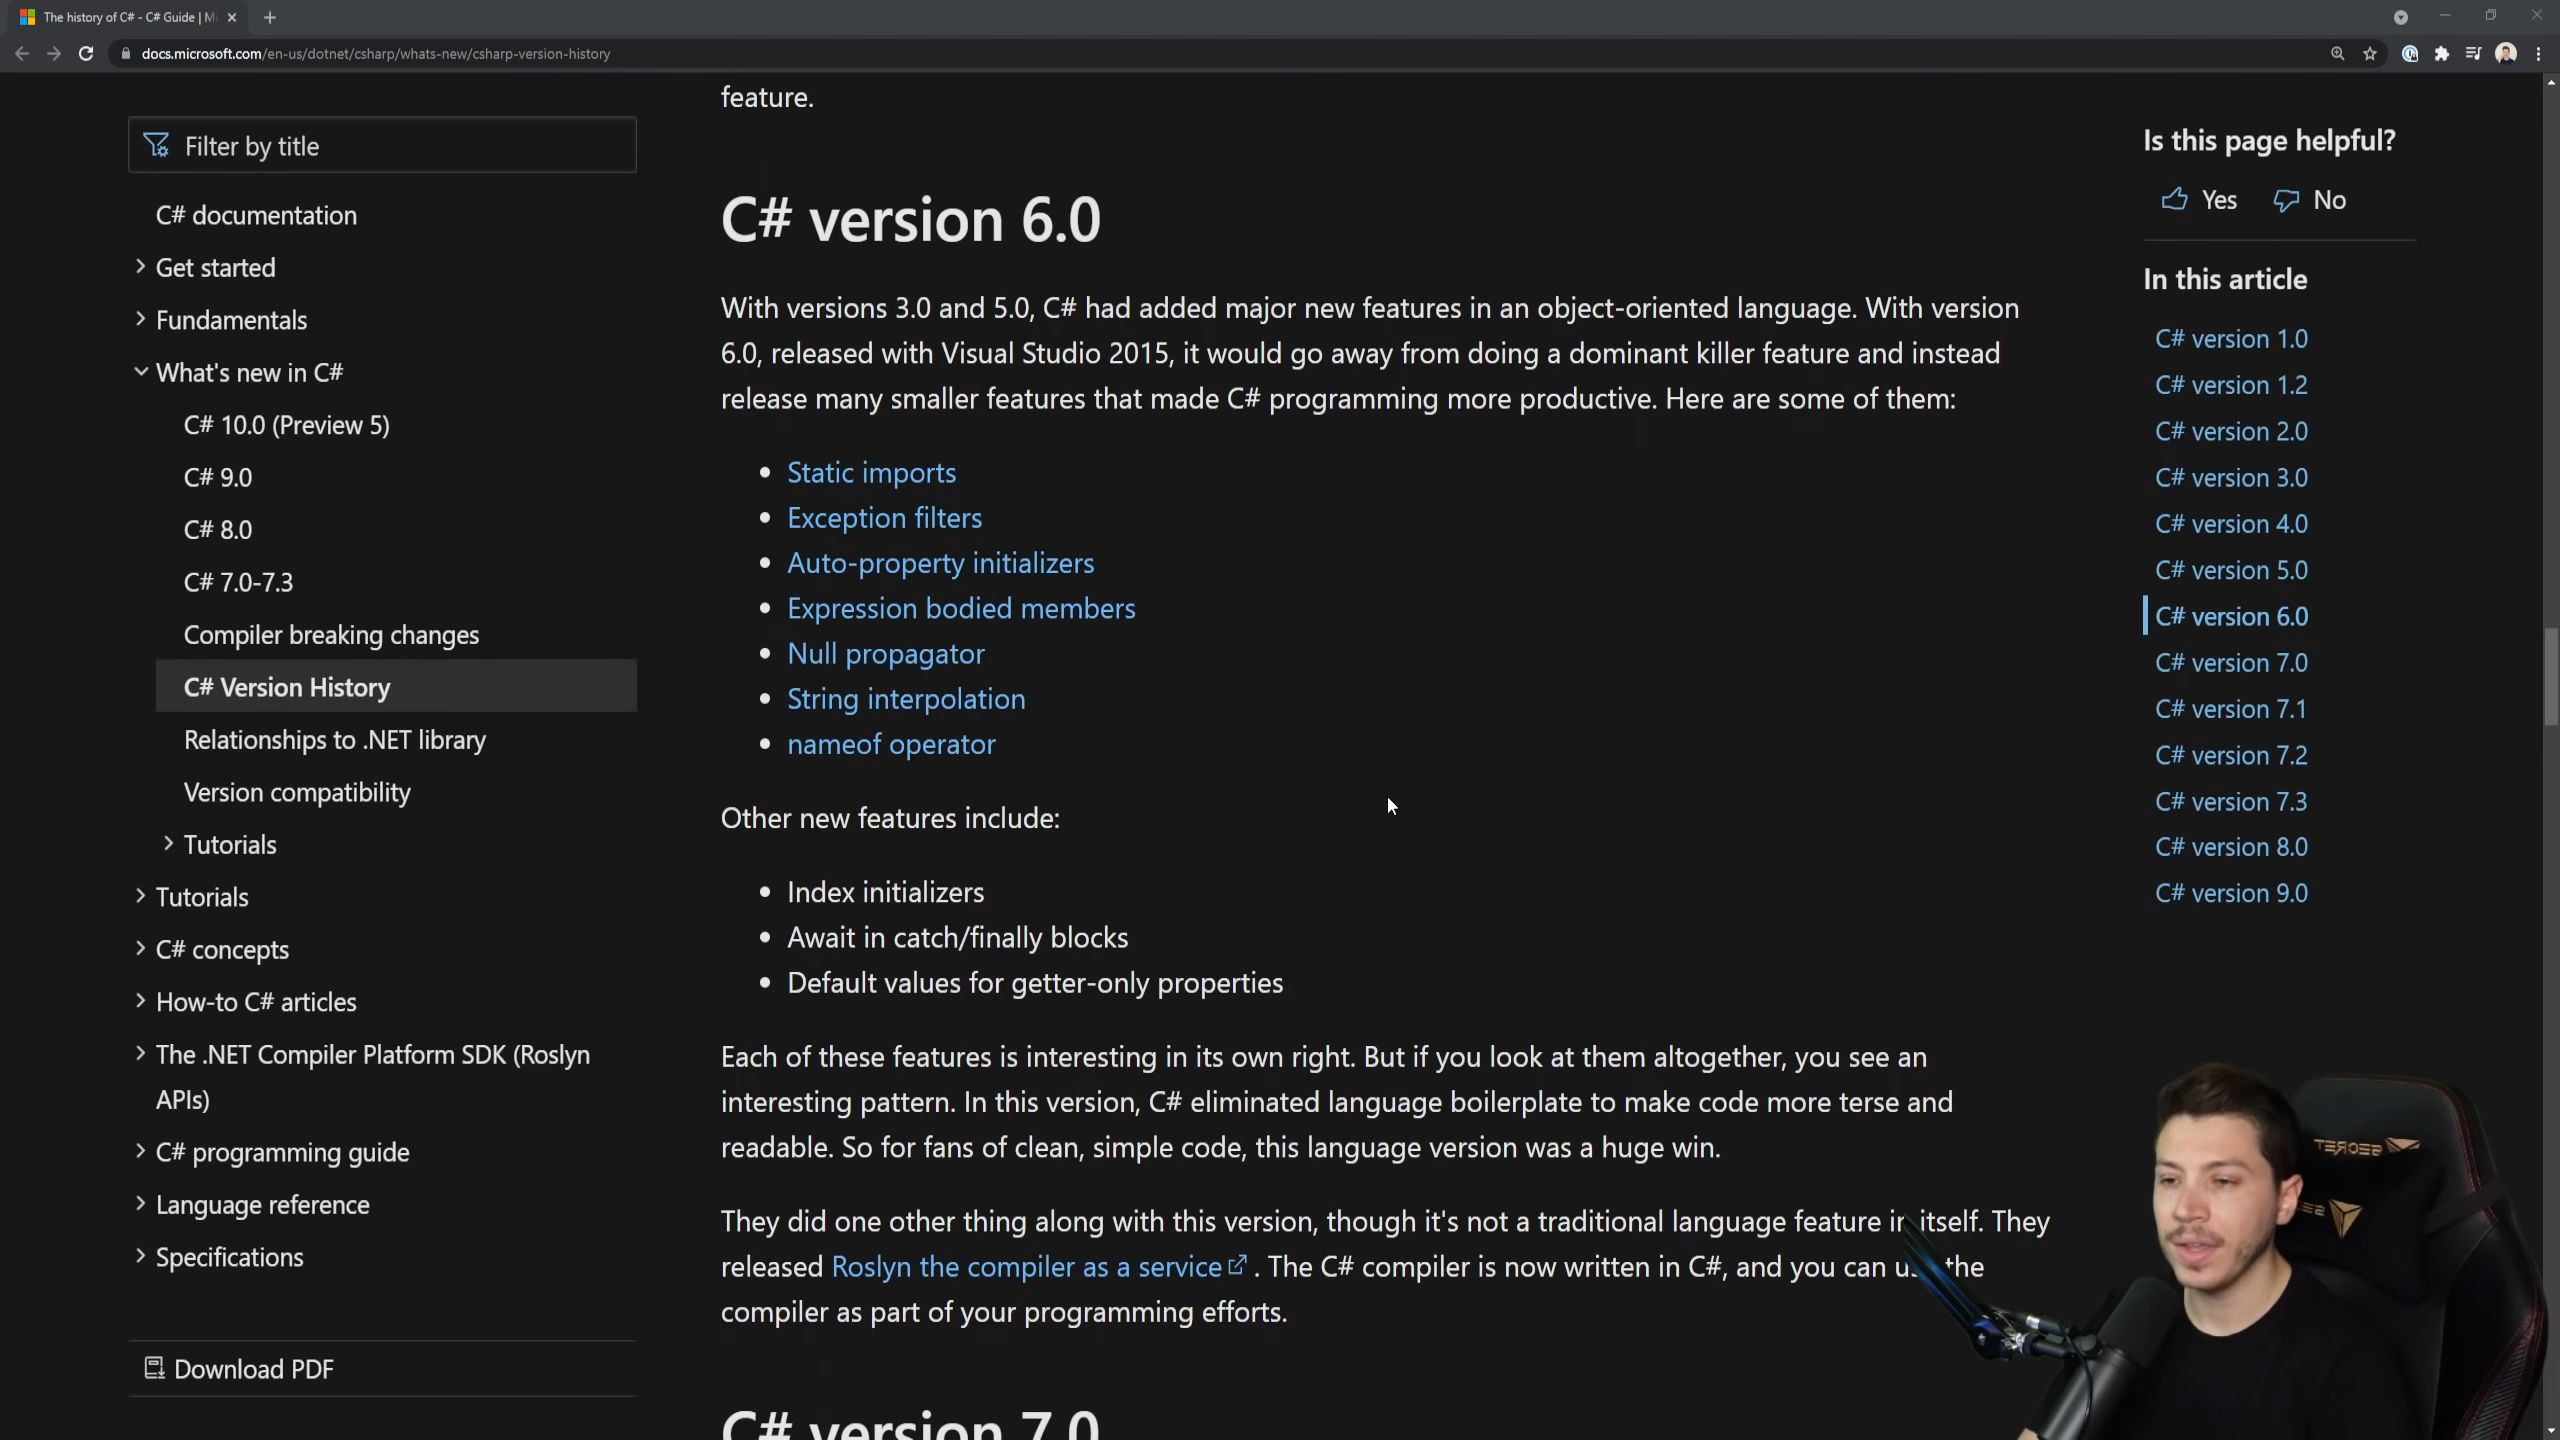 The history of C# - C# Guide | Mi
docs.microsoft.com/en-us/dotnet/csharp/whats-new/csharp-version-history
Filter by title
C# documentation
Get started
Fundamentals
What's new in C#
C# 10.0 (Preview 5)
C# 9.0
C# 8.0
C# 7.0-7.3
Compiler breaking changes
C# Version History
Relationships to .NET library
Version compatibility
Tutorials
Tutorials
C# concepts
How-to C# articles
The .NET Compiler Platform SDK (Roslyn
APIs)
C# programming guide
Language reference
Specifications
Download PDF
feature.
C# version 6.0
With versions 3.0 and 5.0, C# had added major new features in an object-oriented language. With version
6.0, released with Visual Studio 2015, it would go away from doing a dominant killer feature and instead
release many smaller features that made C# programming more productive. Here are some of them:
Static imports
Exception filters
Auto-property initializers
Expression bodied members
Null propagator
String interpolation
nameof operator
Other new features include:
Index initializers
Await in catch/finally blocks
Default values for getter-only properties
Each of these features is interesting in its own right. But if you look at them altogether, you see an
interesting pattern. In this version, C# eliminated language boilerplate to make code more terse and
readable. So for fans of clean, simple code, this language version was a huge win.
They did one other thing along with this version, though it's not a traditional language feature in itself. They
released Roslyn the compiler as a service . The C# compiler is now written in C#, and you can the
compiler as part of your programming efforts.
C# version 7.0
Is this page helpful?
Yes No
In this article
C# version 1.0
C# version 1.2
C# version 2.0
C# version 3.0
C# version 4.0
C# version 5.0
C# version 6.0
C# version 7.0
C# version 7.1
C# version 7.2
C# version 7.3
C# version 8.0
C# version 9.0
SECRET